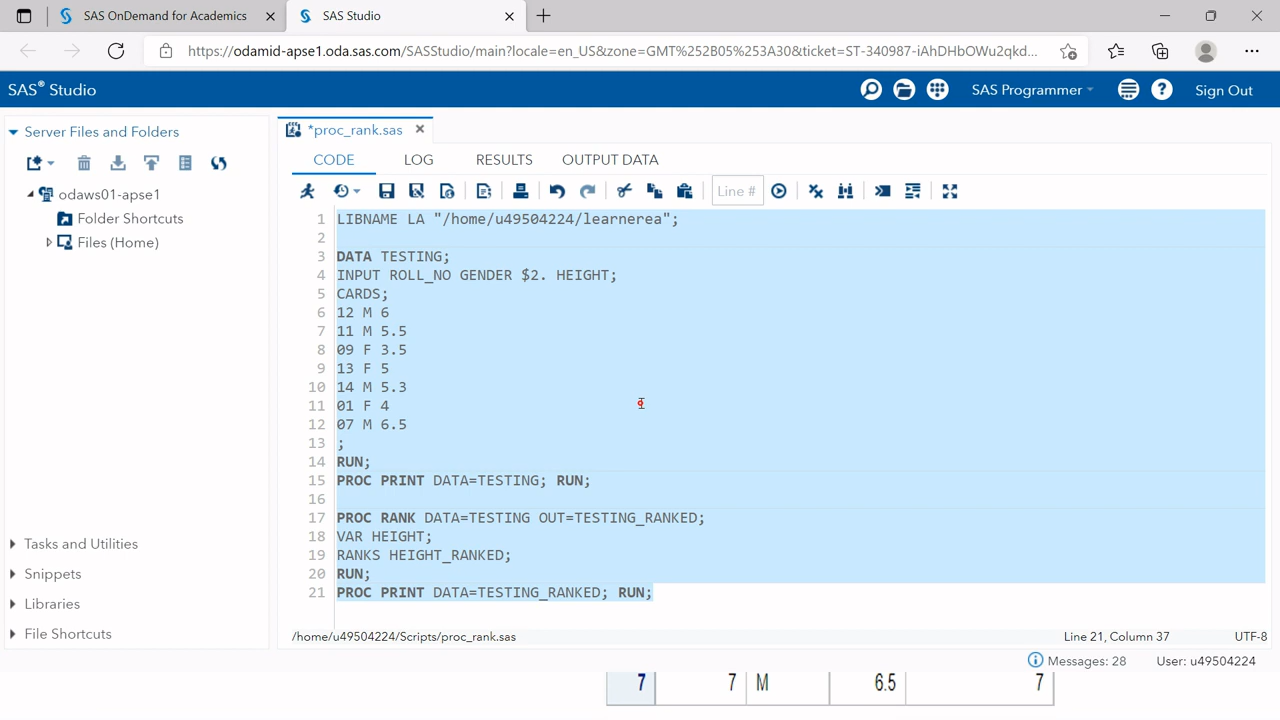 SAS OnDemand for Academics
SAS Studio
https://odamid-apse1.oda.sas.com/SASStudio/main?locale=en_US&zone=GMT%252B05%253A30&ticket=ST-340987-iAhDHbOWu2qkd...
SAS® Studio
SAS Programmer
Sign Out
Server Files and Folders
odaws01-apse1
Folder Shortcuts
Files (Home)
Tasks and Utilities
Snippets
Libraries
File Shortcuts
*proc_rank.sas
CODE LOG RESULTS OUTPUT DATA
Line #
1 LIBNAME LA "/home/u49504224/learnerea";
2
3 DATA TESTING;
4 INPUT ROLL_NO GENDER $2. HEIGHT;
5 CARDS;
6 12 M 6
7 11 M 5.5
8 09 F 3.5
9 13 F 5
10 14 M 5.3
11 01 F 4
12 07 M 6.5
13 ;
14 RUN;
15 PROC PRINT DATA=TESTING; RUN;
16
17 PROC RANK DATA=TESTING OUT=TESTING_RANKED;
18 VAR HEIGHT;
19 RANKS HEIGHT_RANKED;
20 RUN;
21 PROC PRINT DATA=TESTING_RANKED; RUN;
/home/u49504224/Scripts/proc_rank.sas
Line 21, Column 37
UTF-8
Messages: 28
User: u49504224
7 7 M 6.5 7